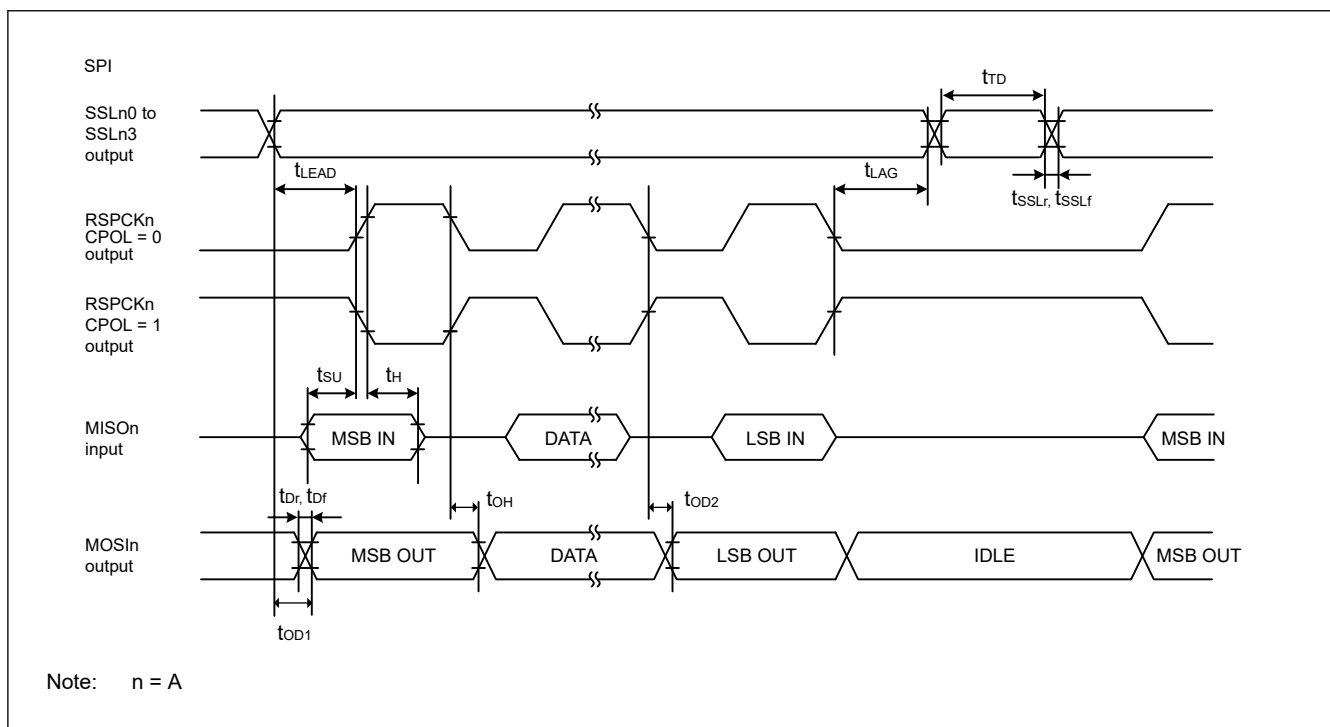 SPI
tTD
SSLn0 to
SSLn3
output
tLEAD
tLAG
tSSLr, tSSLf
RSPCKn
CPOL = 0
output
RSPCKn
CPOL = 1
output
tSU
tH
MISOn
input
MSB IN
DATA
LSB IN
MSB IN
tDr, tDf
tOH
tOD2
MOSIn
output
MSB OUT
DATA
LSB OUT
IDLE
MSB OUT
tOD1
Note: n = A